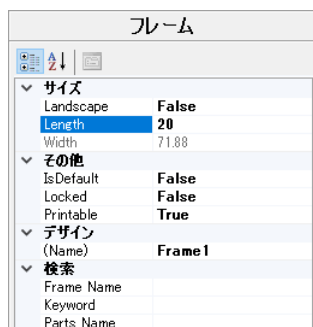 フレーム
サイズ
Landscape False
Length 20
Width 71.88
その他
IsDefault False
Locked False
Printable True
デザイン
(Name) Frame1
検索
Frame Name
Keyword
Parts Name